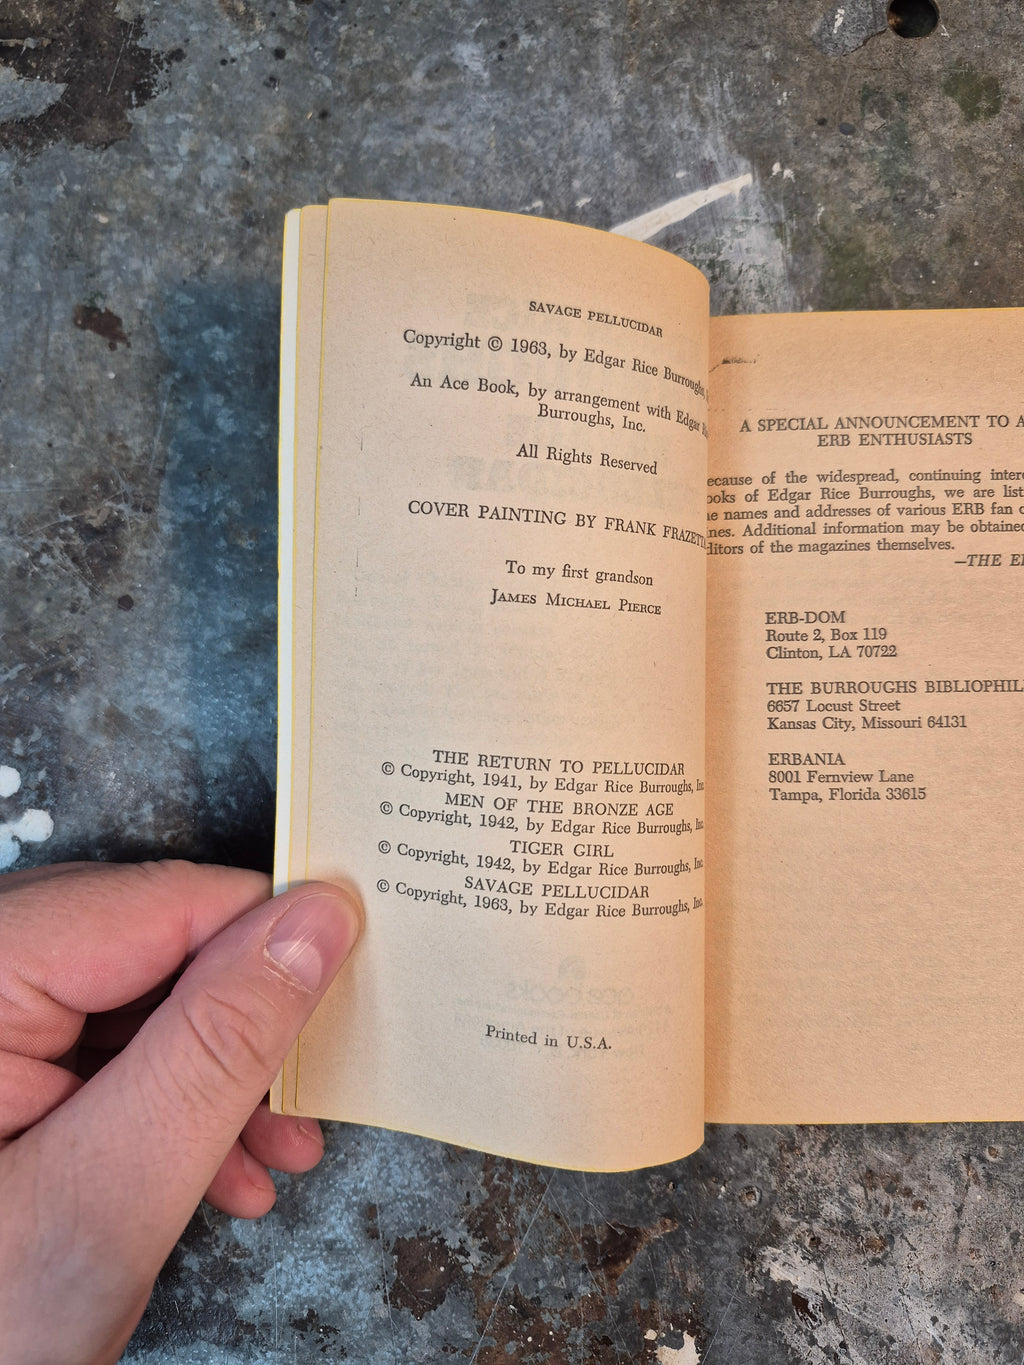 SAVAGE PELLUCIDAR
Copyright © 1963, by Edgar Rice Burroughs,
An Ace Book, by arrangement with Edgar
Burroughs, Inc.
All Rights Reserved
COVER PAINTING BY FRANK FRAZETTA
To my first grandson
JAMES MICHAEL PIERCE
THE RETURN TO PELLUCIDAR
© Copyright, 1941, by Edgar Rice Burroughs, Inc.
MEN OF THE BRONZE AGE
© Copyright, 1942, by Edgar Rice Burroughs, Inc.
TIGER GIRL
© Copyright, 1942, by Edgar Rice Burroughs, Inc.
SAVAGE PELLUCIDAR
© Copyright, 1963, by Edgar Rice Burroughs, Inc.
Printed in U.S.A.
A SPECIAL ANNOUNCEMENT TO
ERB ENTHUSIASTS
ecause of the widespread, continuing inter
ooks of Edgar Rice Burroughs, we are list
names and addresses of various ERB fan
ines. Additional information may be obtained
ditors of the magazines themselves.
—THE
ERB-DOM
Route 2, Box 119
Clinton, LA 70722
THE BURROUGHS BIBLIOPHIL
6657 Locust Street
Kansas City, Missouri 64131
ERBANIA
8001 Fernview Lane
Tampa, Florida 33615